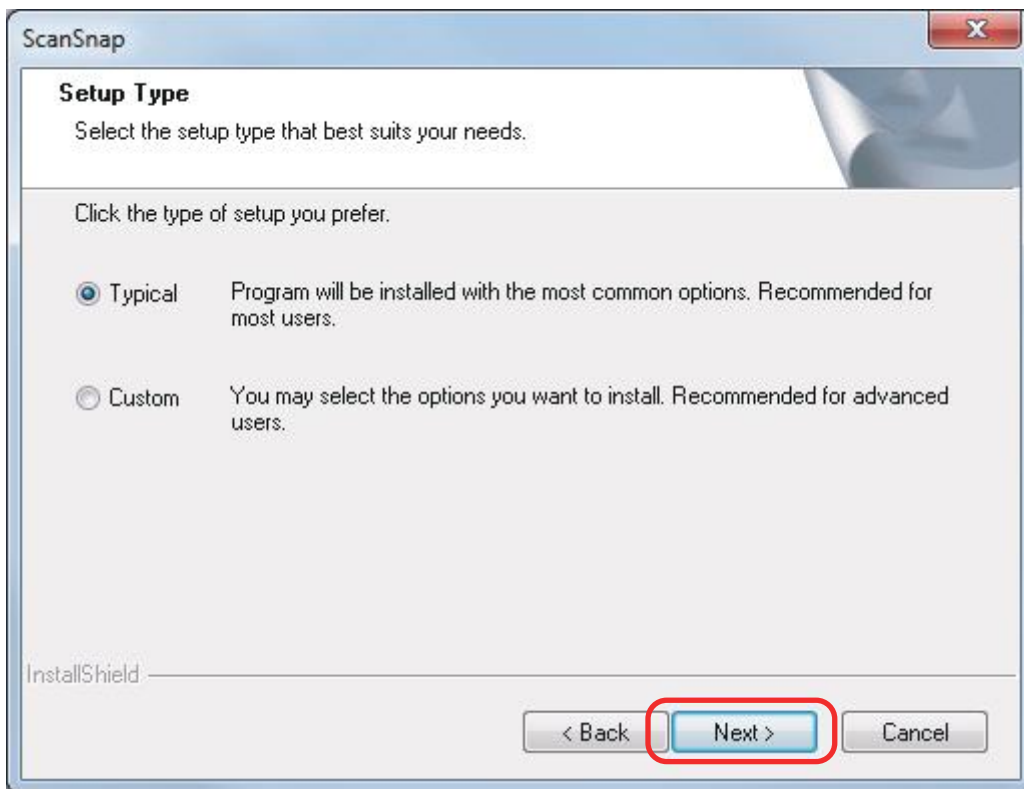 ScanSnap
Setup Type
Select the setup type that best suits your needs.
Click the type of setup you prefer.
Typical
Program will be installed with the most common options. Recommended for
most users.
Custom
You may select the options you want to install. Recommended for advanced
users.
InstallShield
< Back
Next >
Cancel